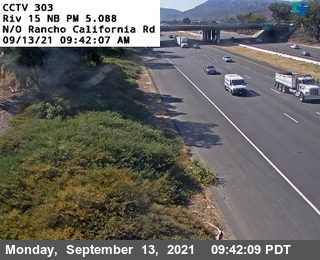 CCTV 303
Riv 15 NB PM 5.088
N/O Rancho California Rd
09/13/21 09:42:07 AM
Monday, September 13, 2021 09:42:09 PDT